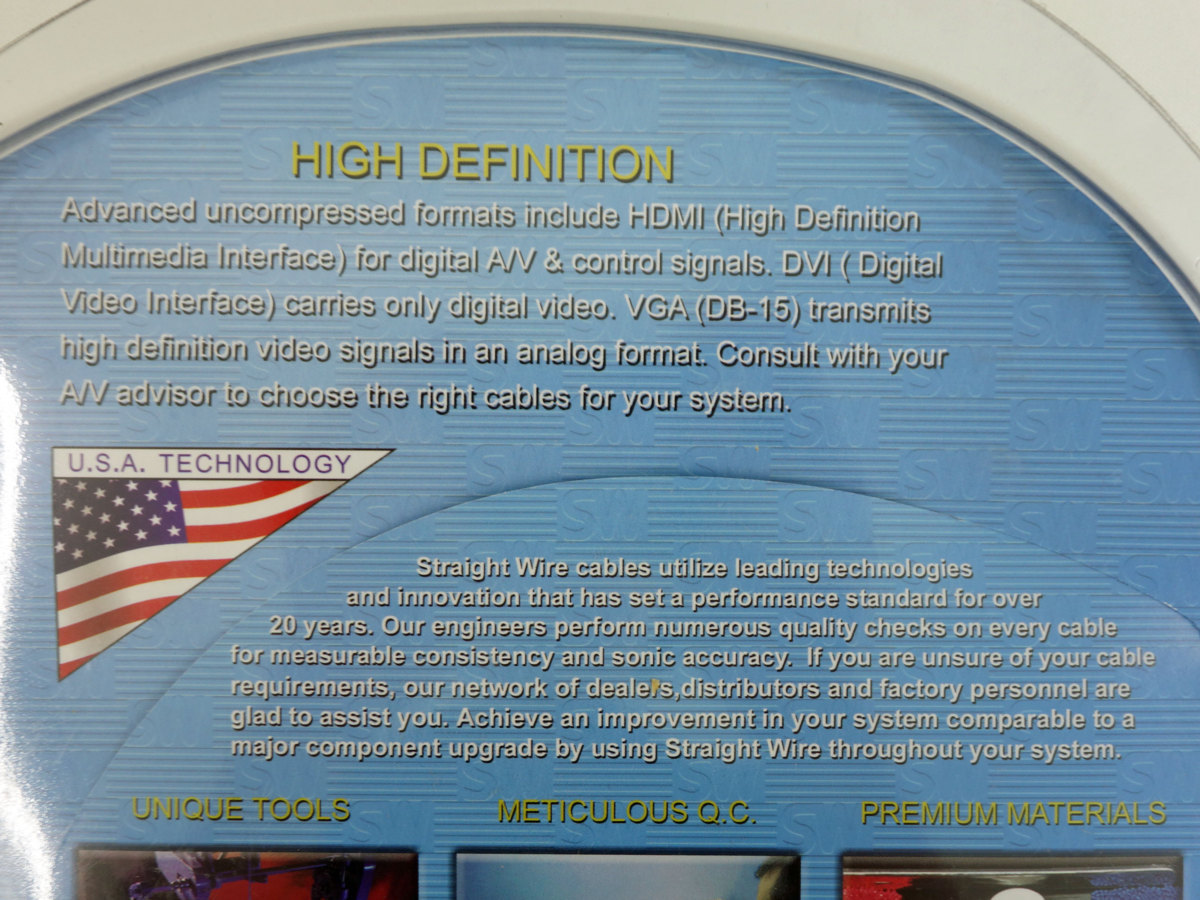 HIGH DEFINITION
Advanced uncompressed formats include HDMI (High Definition
Multimedia Interface) for digital A/V & control signals. DVI ( Digital
Video Interface) carries only digital video. VGA (DB-15) transmits
high definition video signals in an analog format. Consult with your
A/V advisor to choose the right cables for your system.
U.S.A. TECHNOLOGY
Straight Wire cables utilize leading technologies
and innovation that has set a performance standard for over
20 years. Our engineers perform numerous quality checks on every cable
for measurable consistency and sonic accuracy. If you are unsure of your cable
requirements, our network of dealers,distributors and factory personnel are
glad to assist you. Achieve an improvement in your system comparable to a
major component upgrade by using Straight Wire throughout your system.
UNIQUE TOOLS METICULOUS Q.C. PREMIUM MATERIALS